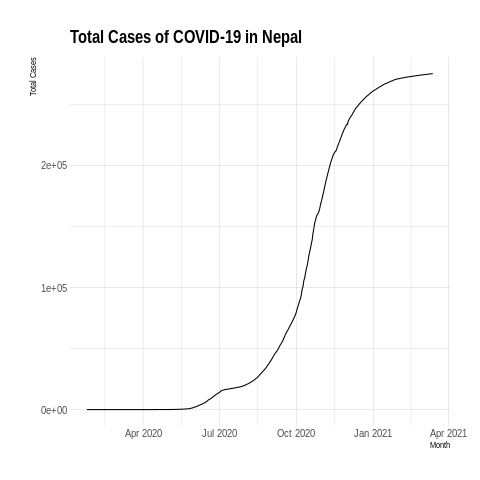 Total Cases of COVID-19 in Nepal
Total Cases
2e+05
1e+05
0e+00
Apr 2020 Jul 2020 Oct 2020 Jan 2021 Apr 2021
Month